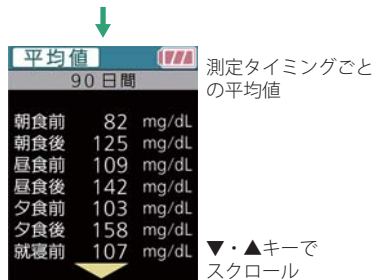 平均値
90 日間
測定タイミングごと
の平均値
朝食前 82 mg/dL
朝食後 125 mg/dL
昼食前 109 mg/dL
昼食後 142 mg/dL
夕食前 103 mg/dL
夕食後 158 mg/dL
就寝前 107 mg/dL
▼・▲キーで
スクロール